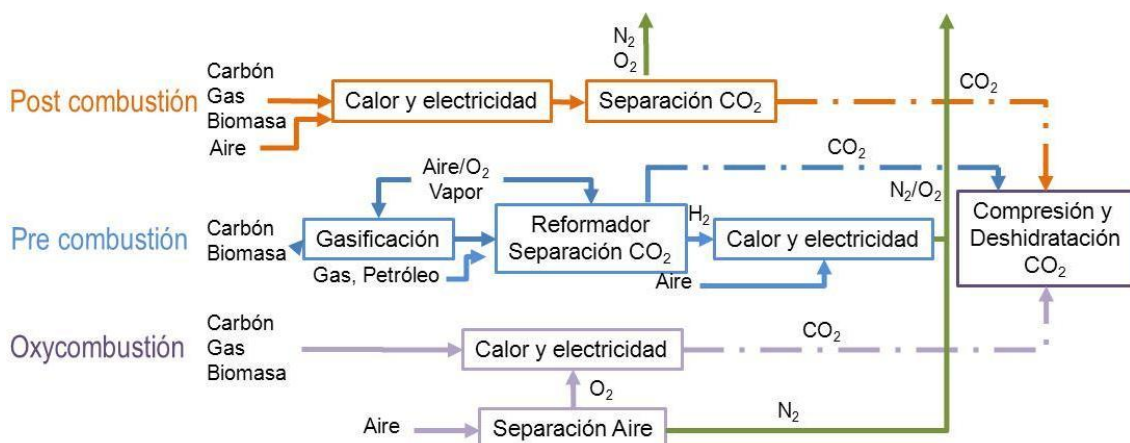 Post combustión
Carbón
Gas
Biomasa
Aire
Calor y electricidad
Separación CO₂
N₂
O₂
CO₂
Pre combustión
Carbón
Biomasa
Aire/O₂
Vapor
Gasificación
Gas, Petróleo
Reformador
Separación CO₂
CO₂
H₂
Aire
Calor y electricidad
N₂/O₂
Compresión y
Deshidratación
CO₂
Oxycombustión
Carbón
Gas
Biomasa
Calor y electricidad
CO₂
O₂
Aire
Separación Aire
N₂